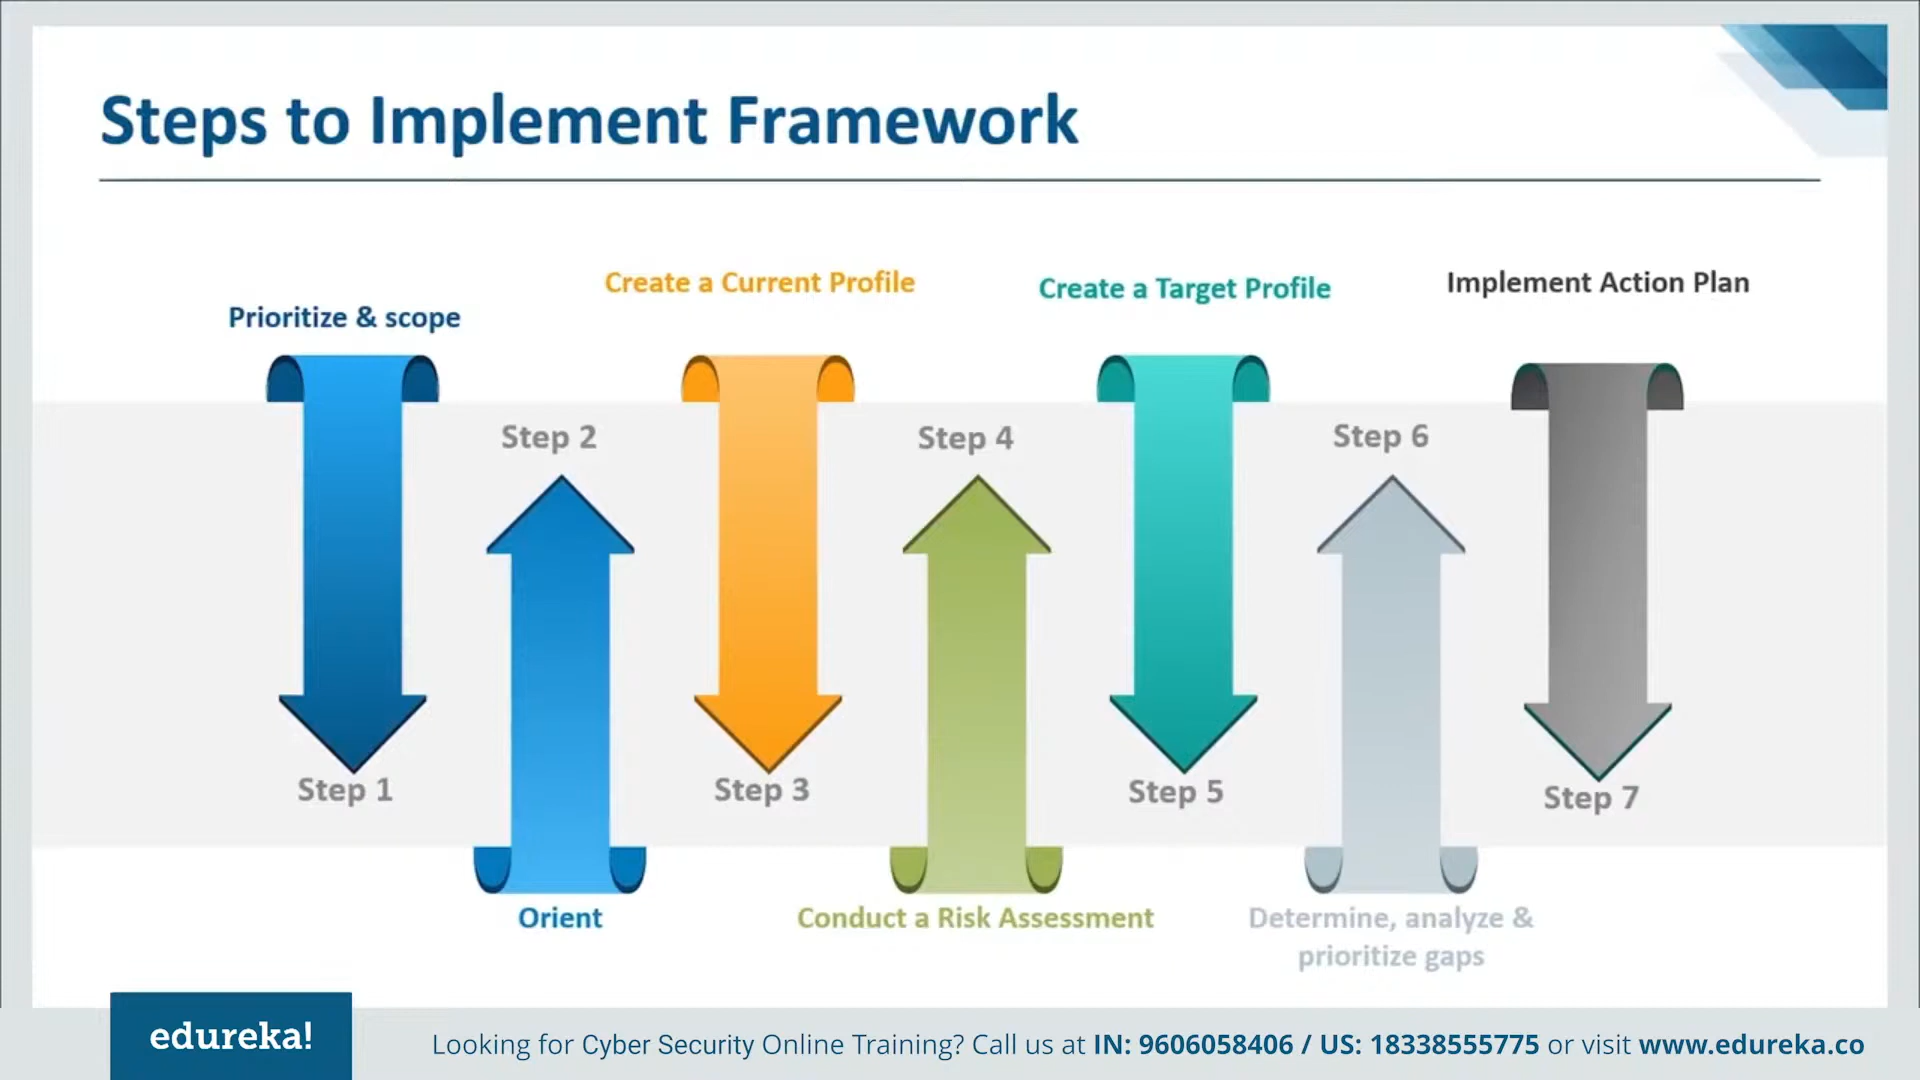 Steps to Implement Framework
Prioritize & scope
Create a Current Profile
Create a Target Profile
Implement Action Plan
Step 2
Step 4
Step 6
Step 1
Step 3
Step 5
Step 7
Orient
Conduct a Risk Assessment
Determine, analyze &
prioritize gaps
edureka!
Looking for Cyber Security Online Training? Call us at IN: 9606058406 / US: 18338555775 or visit www.edureka.co